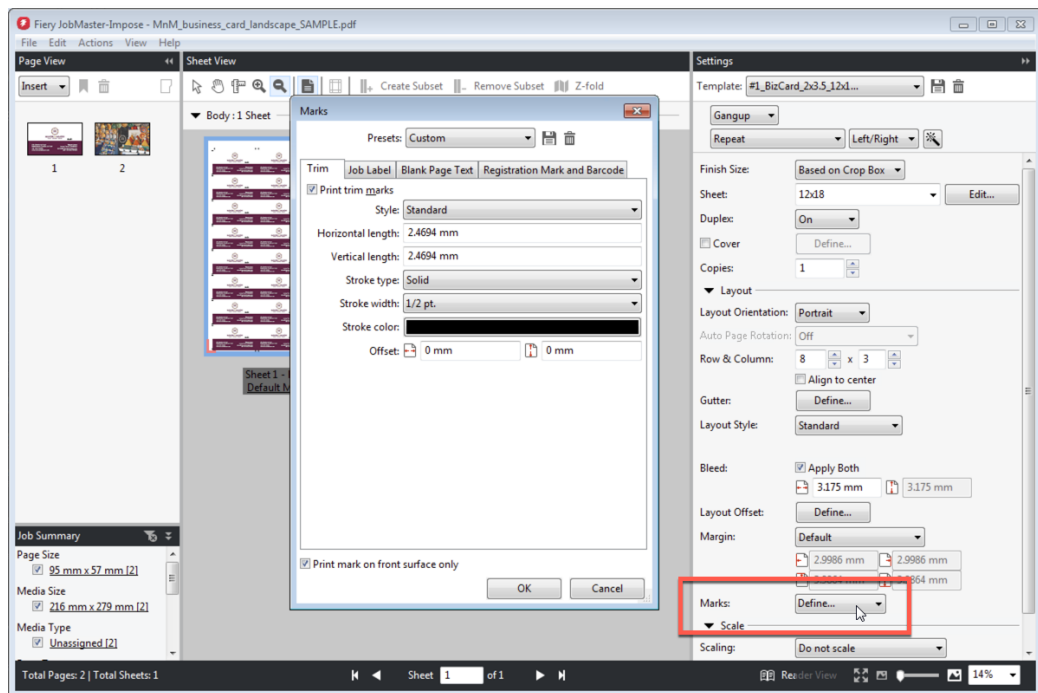 Fiery JobMaster-Impose - MnM_business_card_landscape_SAMPLE.pdf
File Edit Actions View Help
Page View
Insert
1 2
Job Summary
Page Size
95 mm x 57 mm [2]
Media Size
216 mm x 279 mm [2]
Media Type
Unassigned [2]
Sheet View
Create Subset Remove Subset Z-fold
Body : 1 Sheet
Sheet 1 -
Default M
Marks
Presets: Custom
Trim Job Label Blank Page Text Registration Mark and Barcode
Print trim marks
Style: Standard
Horizontal length: 2.4694 mm
Vertical length: 2.4694 mm
Stroke type: Solid
Stroke width: 1/2 pt.
Stroke color:
Offset: 0 mm 0 mm
Print mark on front surface only
OK Cancel
Settings
Template: #1_BizCard_2x3.5_12x1...
Gangup
Repeat Left/Right
Finish Size: Based on Crop Box
Sheet: 12x18 Edit...
Duplex: On
Cover Define...
Copies: 1
Layout
Layout Orientation: Portrait
Auto Page Rotation: Off
Row & Column: 8 x 3
Align to center
Gutter: Define...
Layout Style: Standard
Bleed: Apply Both
3.175 mm 3.175 mm
Layout Offset: Define...
Margin: Default
2.9986 mm 2.9986 mm
Marks: Define...
Scale
Scaling: Do not scale
Total Pages: 2 | Total Sheets: 1
Sheet 1 of 1
Reader View
14%